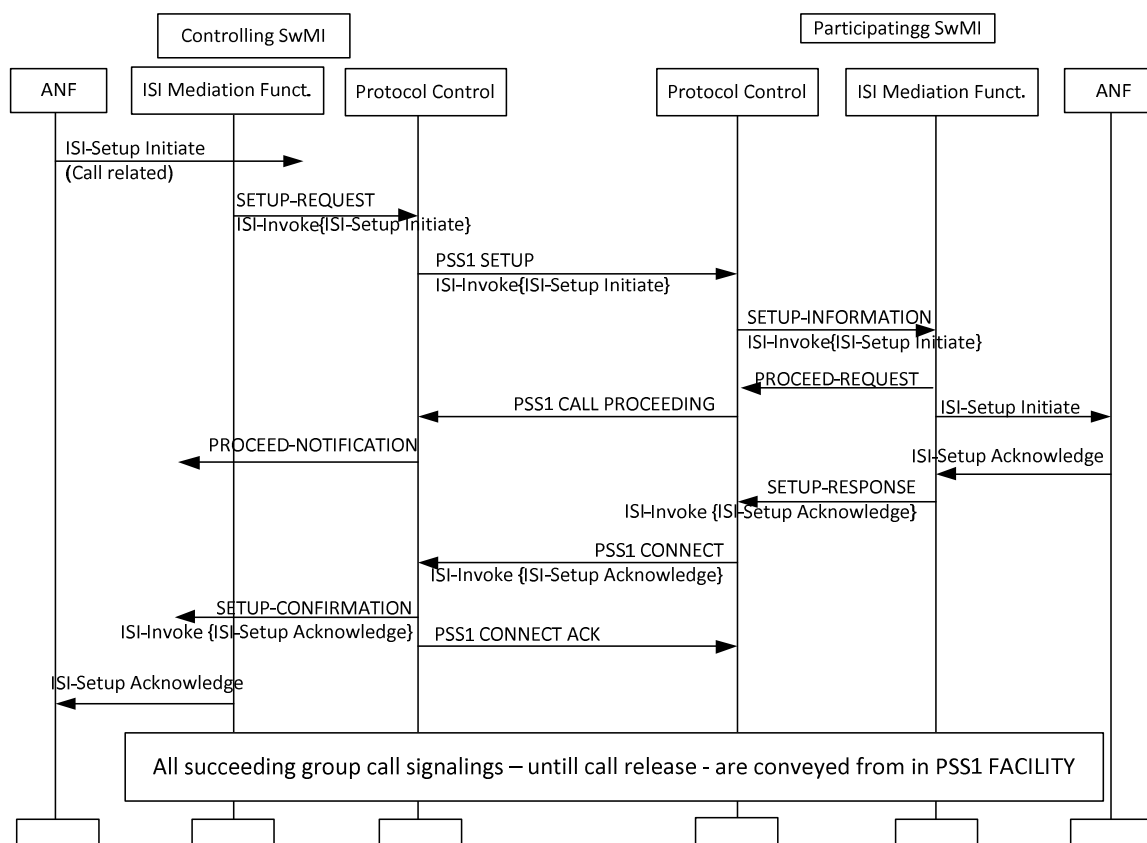 Controlling SwMI
Participatingg SwMI
ANF
ISI Mediation Funct.
Protocol Control
Protocol Control
ISI Mediation Funct.
ANF
ISI-Setup Initiate
(Call related)
SETUP-REQUEST
ISI-Invoke{ISI-Setup Initiate}
PSS1 SETUP
ISI-Invoke{ISI-Setup Initiate}
SETUP-INFORMATION
ISI-Invoke{ISI-Setup Initiate}
PROCEED-REQUEST
PSS1 CALL PROCEEDING
ISI-Setup Initiate
PROCEED-NOTIFICATION
ISI-Setup Acknowledge
SETUP-RESPONSE
ISI-Invoke {ISI-Setup Acknowledge}
PSS1 CONNECT
ISI-Invoke {ISI-Setup Acknowledge}
SETUP-CONFIRMATION
ISI-Invoke {ISI-Setup Acknowledge}
PSS1 CONNECT ACK
ISI-Setup Acknowledge
All succeeding group call signalings – untill call release - are conveyed from in PSS1 FACILITY